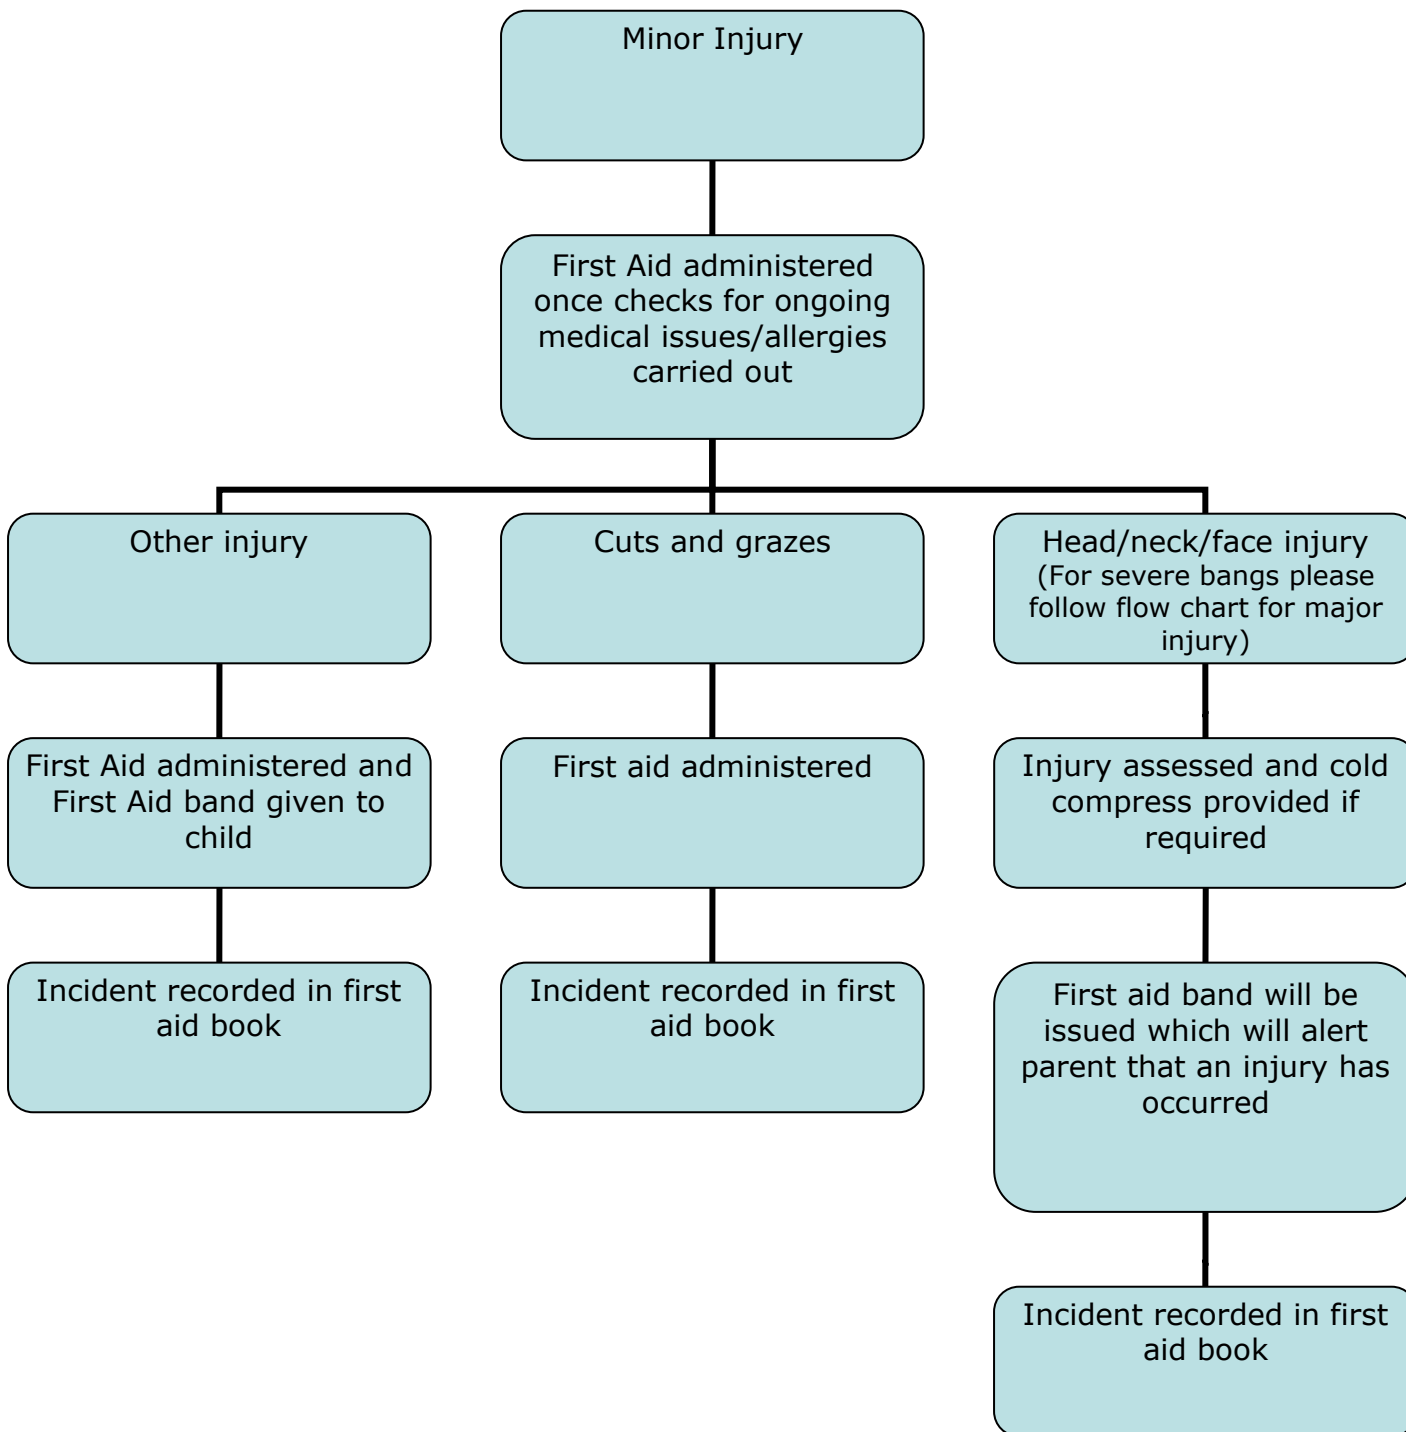 Minor Injury
First Aid administered
once checks for ongoing
medical issues/allergies
carried out
Other injury
Cuts and grazes
Head/neck/face injury
(For severe bangs please
follow flow chart for major
injury)
First Aid administered and
First Aid band given to
child
First aid administered
Injury assessed and cold
compress provided if
required
Incident recorded in first
aid book
Incident recorded in first
aid book
First aid band will be
issued which will alert
parent that an injury has
occurred
Incident recorded in first
aid book